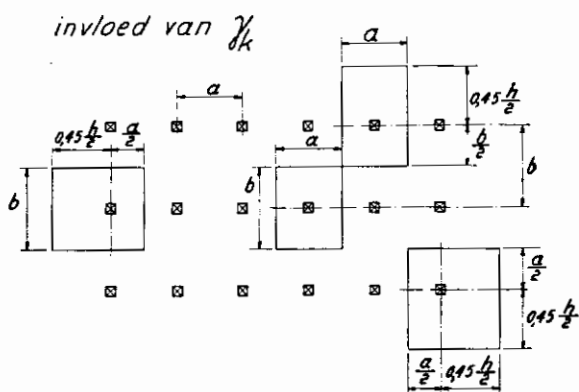 invloed van γk
a
a
0,45 h/2
0,45 h/2 a/2
a
b/2
b
b
b
a/2
0,45 h/2
a/2 0,45 h/2